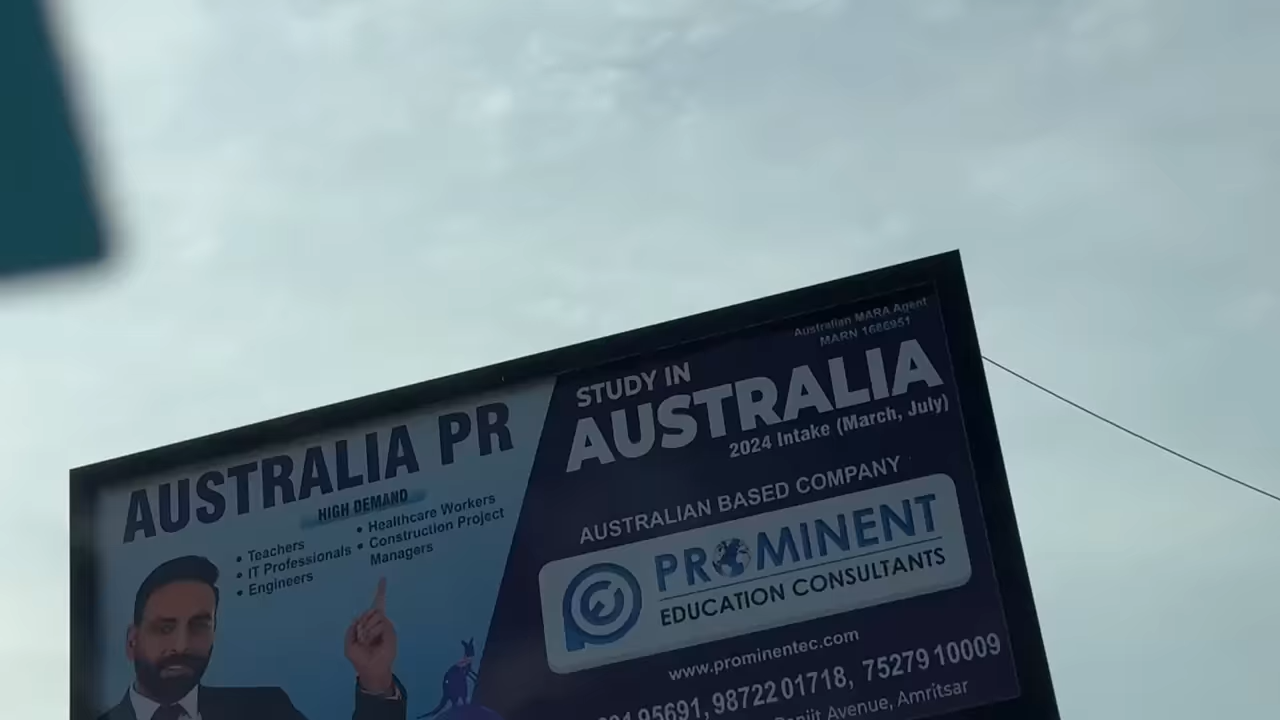 AUSTRALIA PR
HIGH DEMAND
• Teachers
• IT Professionals
• Engineers
• Healthcare Workers
• Construction Project
Managers
Australian MARA Agent
MARN 1686951
STUDY IN
AUSTRALIA
2024 Intake (March, July)
AUSTRALIAN BASED COMPANY
PROMINENT
EDUCATION CONSULTANTS
www.prominentec.com
95691, 98722 01718, 75279 10009
Avenue, Amritsar